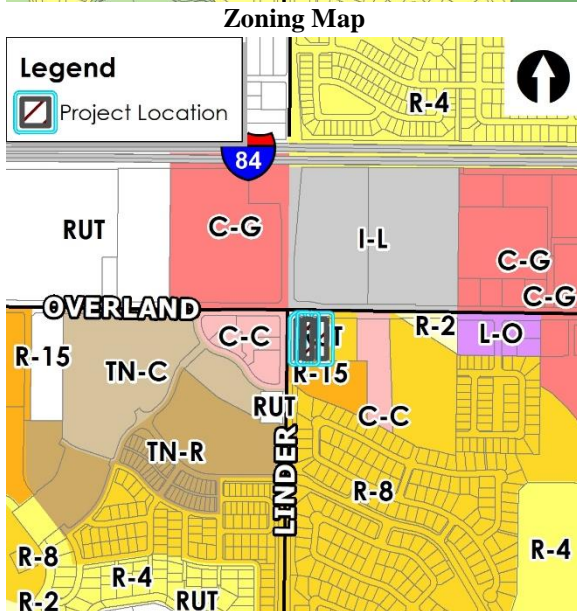 Zoning Map
Legend
Project Location
R-4
84
RUT
C-G
I-L
C-G
C-G
OVERLAND
R-15
TN-C
C-C
R-2
L-O
R-15
RUT
C-C
TN-R
LINDER
R-8
R-8
R-4
R-4
R-2
RUT